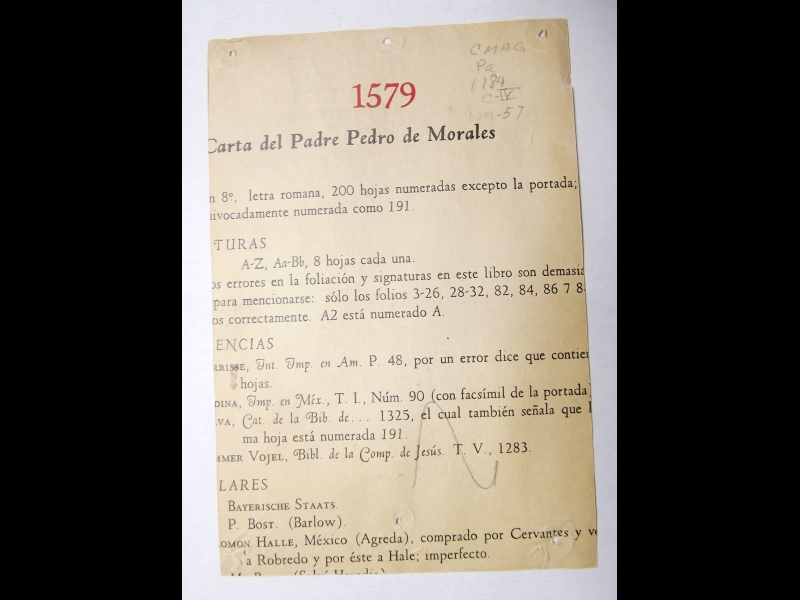 CMAG
Pa
1184
C-IV
1579
Carta del Padre Pedro de Morales
n 8º, letra romana, 200 hojas numeradas excepto la portada;
uivocadamente numerada como 191.
TURAS
A-Z, Aa-Bb, 8 hojas cada una.
os errores en la foliación y signaturas en este libro son demasia
para mencionarse: sólo los folios 3-26, 28-32, 82, 84, 86 7 8
os correctamente. A2 está numerado A.
ENCIAS
RRISSE, Int. Imp. en Am. P. 48, por un error dice que contie
hojas.
DINA, Imp. en Méx., T. I., Núm. 90 (con facsímil de la portada)
VA, Cat. de la Bib. de... 1325, el cual también señala que l
ma hoja está numerada 191.
MMER VOJEL, Bibl. de la Comp. de Jesús. T. V., 1283.
LARES
BAYERISCHE STAATS.
P. BOST. (Barlow).
OMON HALLE, México (Agreda), comprado por Cervantes y v
a Robredo y por éste a Hale; imperfecto.